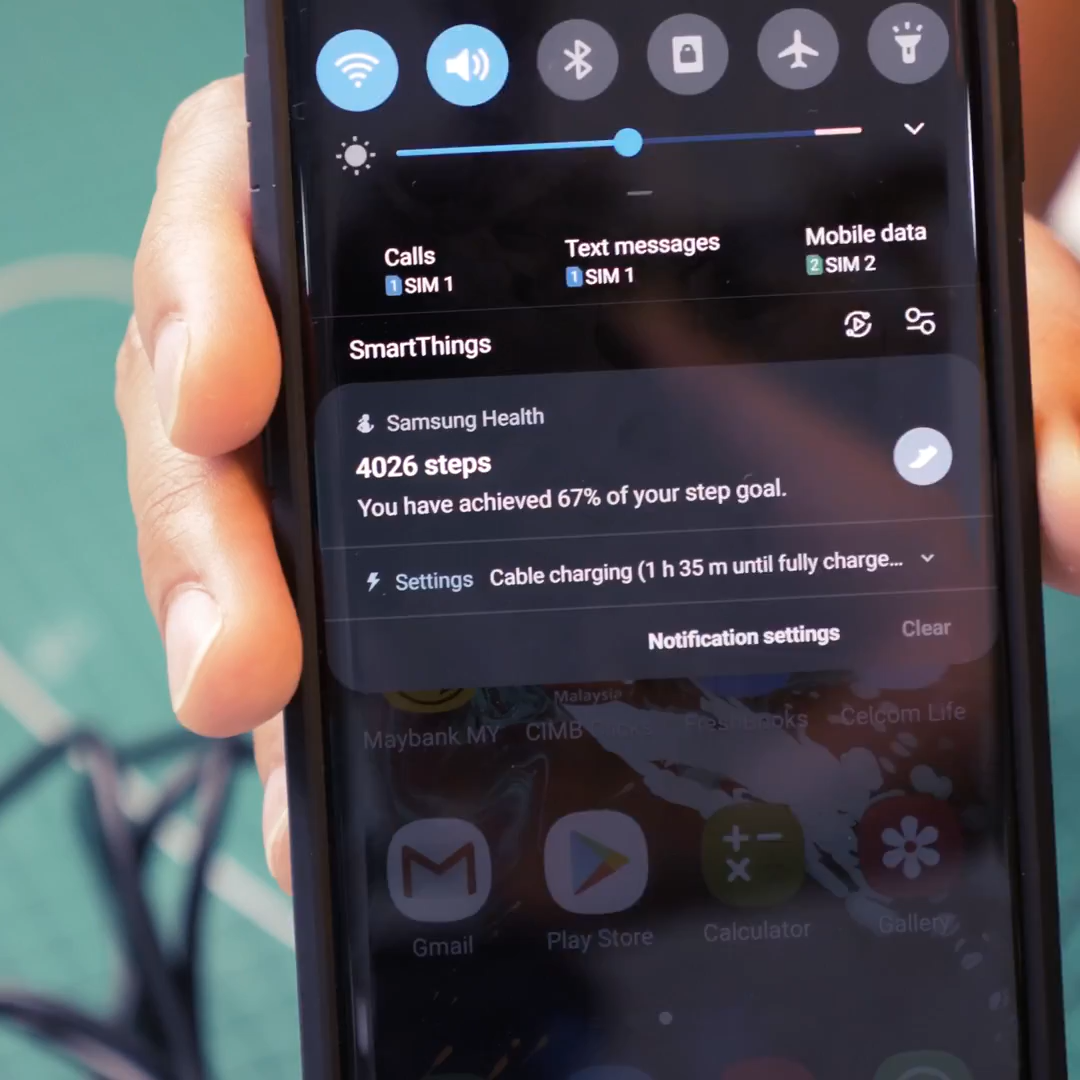 Calls
1 SIM 1
Text messages
1 SIM 1
Mobile data
2 SIM 2
SmartThings
Samsung Health
4026 steps
You have achieved 67% of your step goal.
Settings Cable charging (1 h 35 m until fully charge...
Notification settings
Clear
Malaysia
Maybank MY
CIMB Clicks
FreshBooks
Celcom Life
Gmail
Play Store
Calculator
Gallery